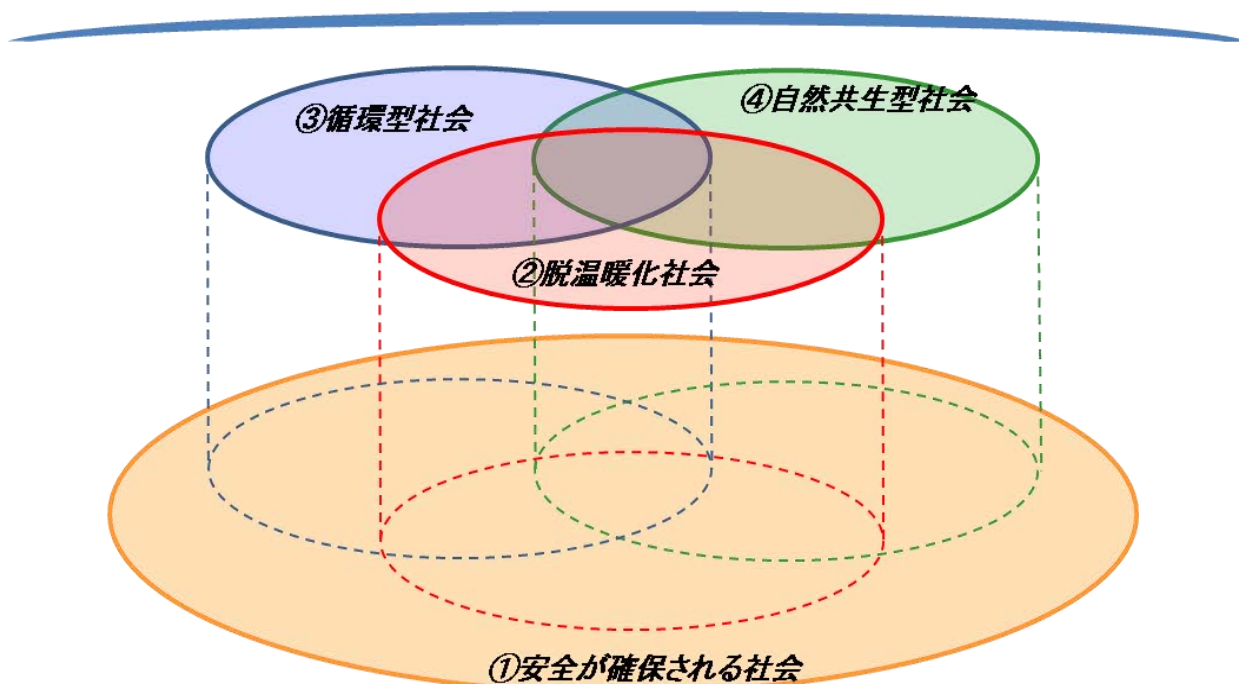 ③循環型社会
④自然共生型社会
②脱温暖化社会
①安全が確保される社会